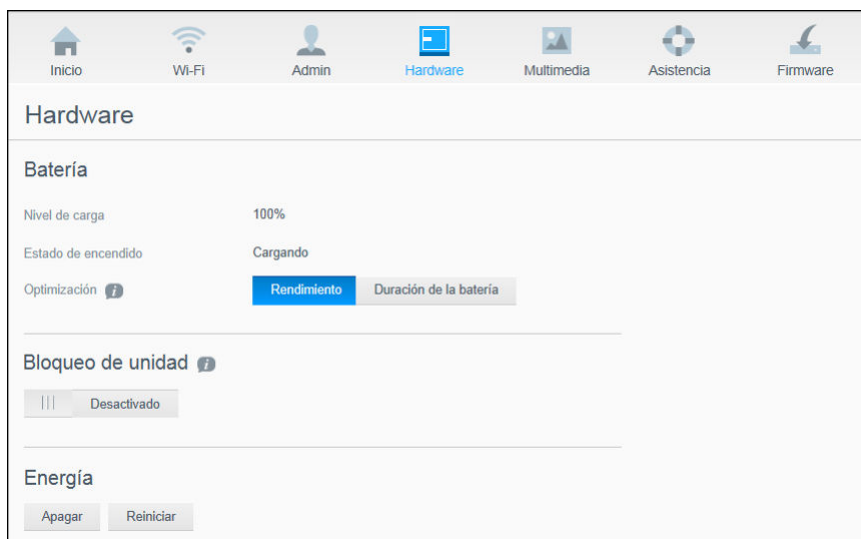 Inicio Wi-Fi Admin Hardware Multimedia Asistencia Firmware
Hardware
Batería
Nivel de carga 100%
Estado de encendido Cargando
Optimización Rendimiento Duración de la batería
Bloqueo de unidad
Desactivado
Energía
Apagar Reiniciar